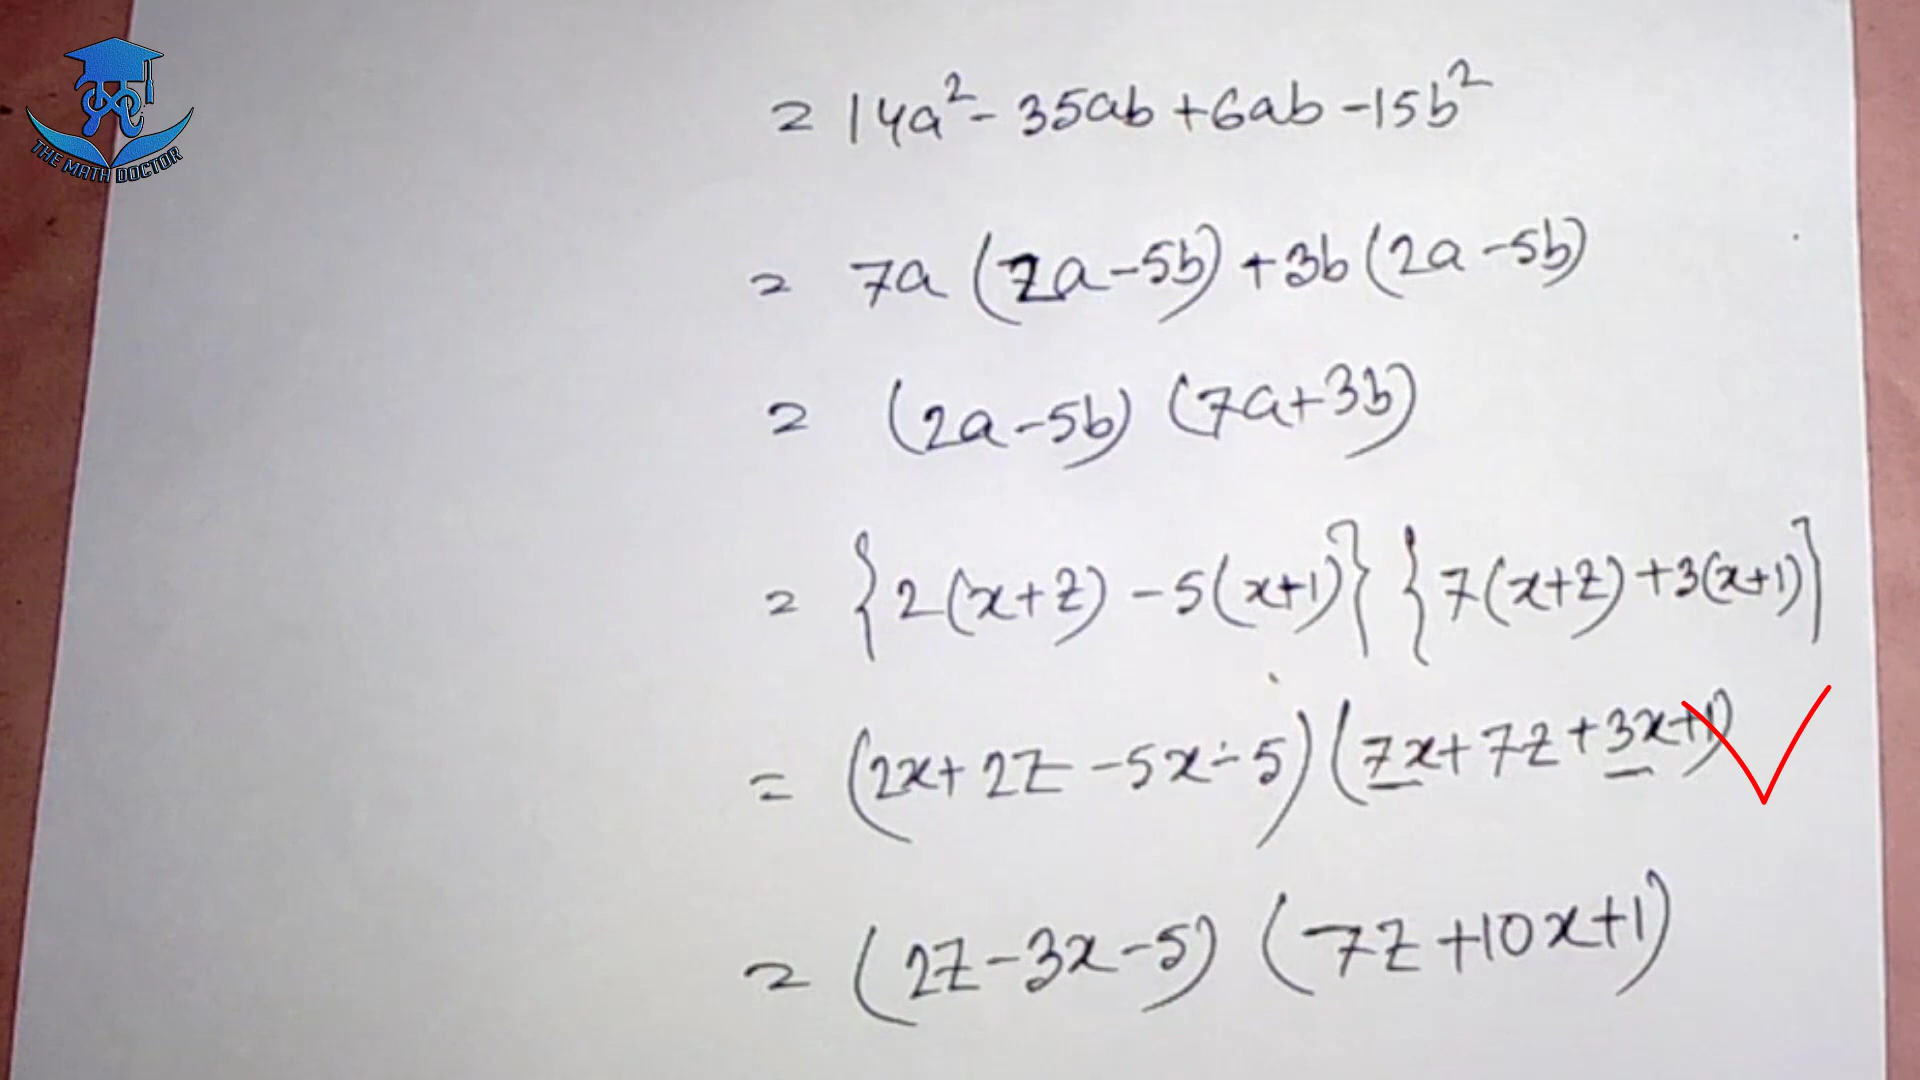 THE MATH DOCTOR
= 14a² - 35ab + 6ab - 15b²
= 7a (2a - 5b) + 3b (2a - 5b)
= (2a - 5b) (7a + 3b)
= {2(x+z) - 5(x+1)} {7(x+z) + 3(x+1)}
= (2x + 2z - 5x - 5) (7x + 7z + 3x + 1)
= (2z - 3x - 5) (7z + 10x + 1)